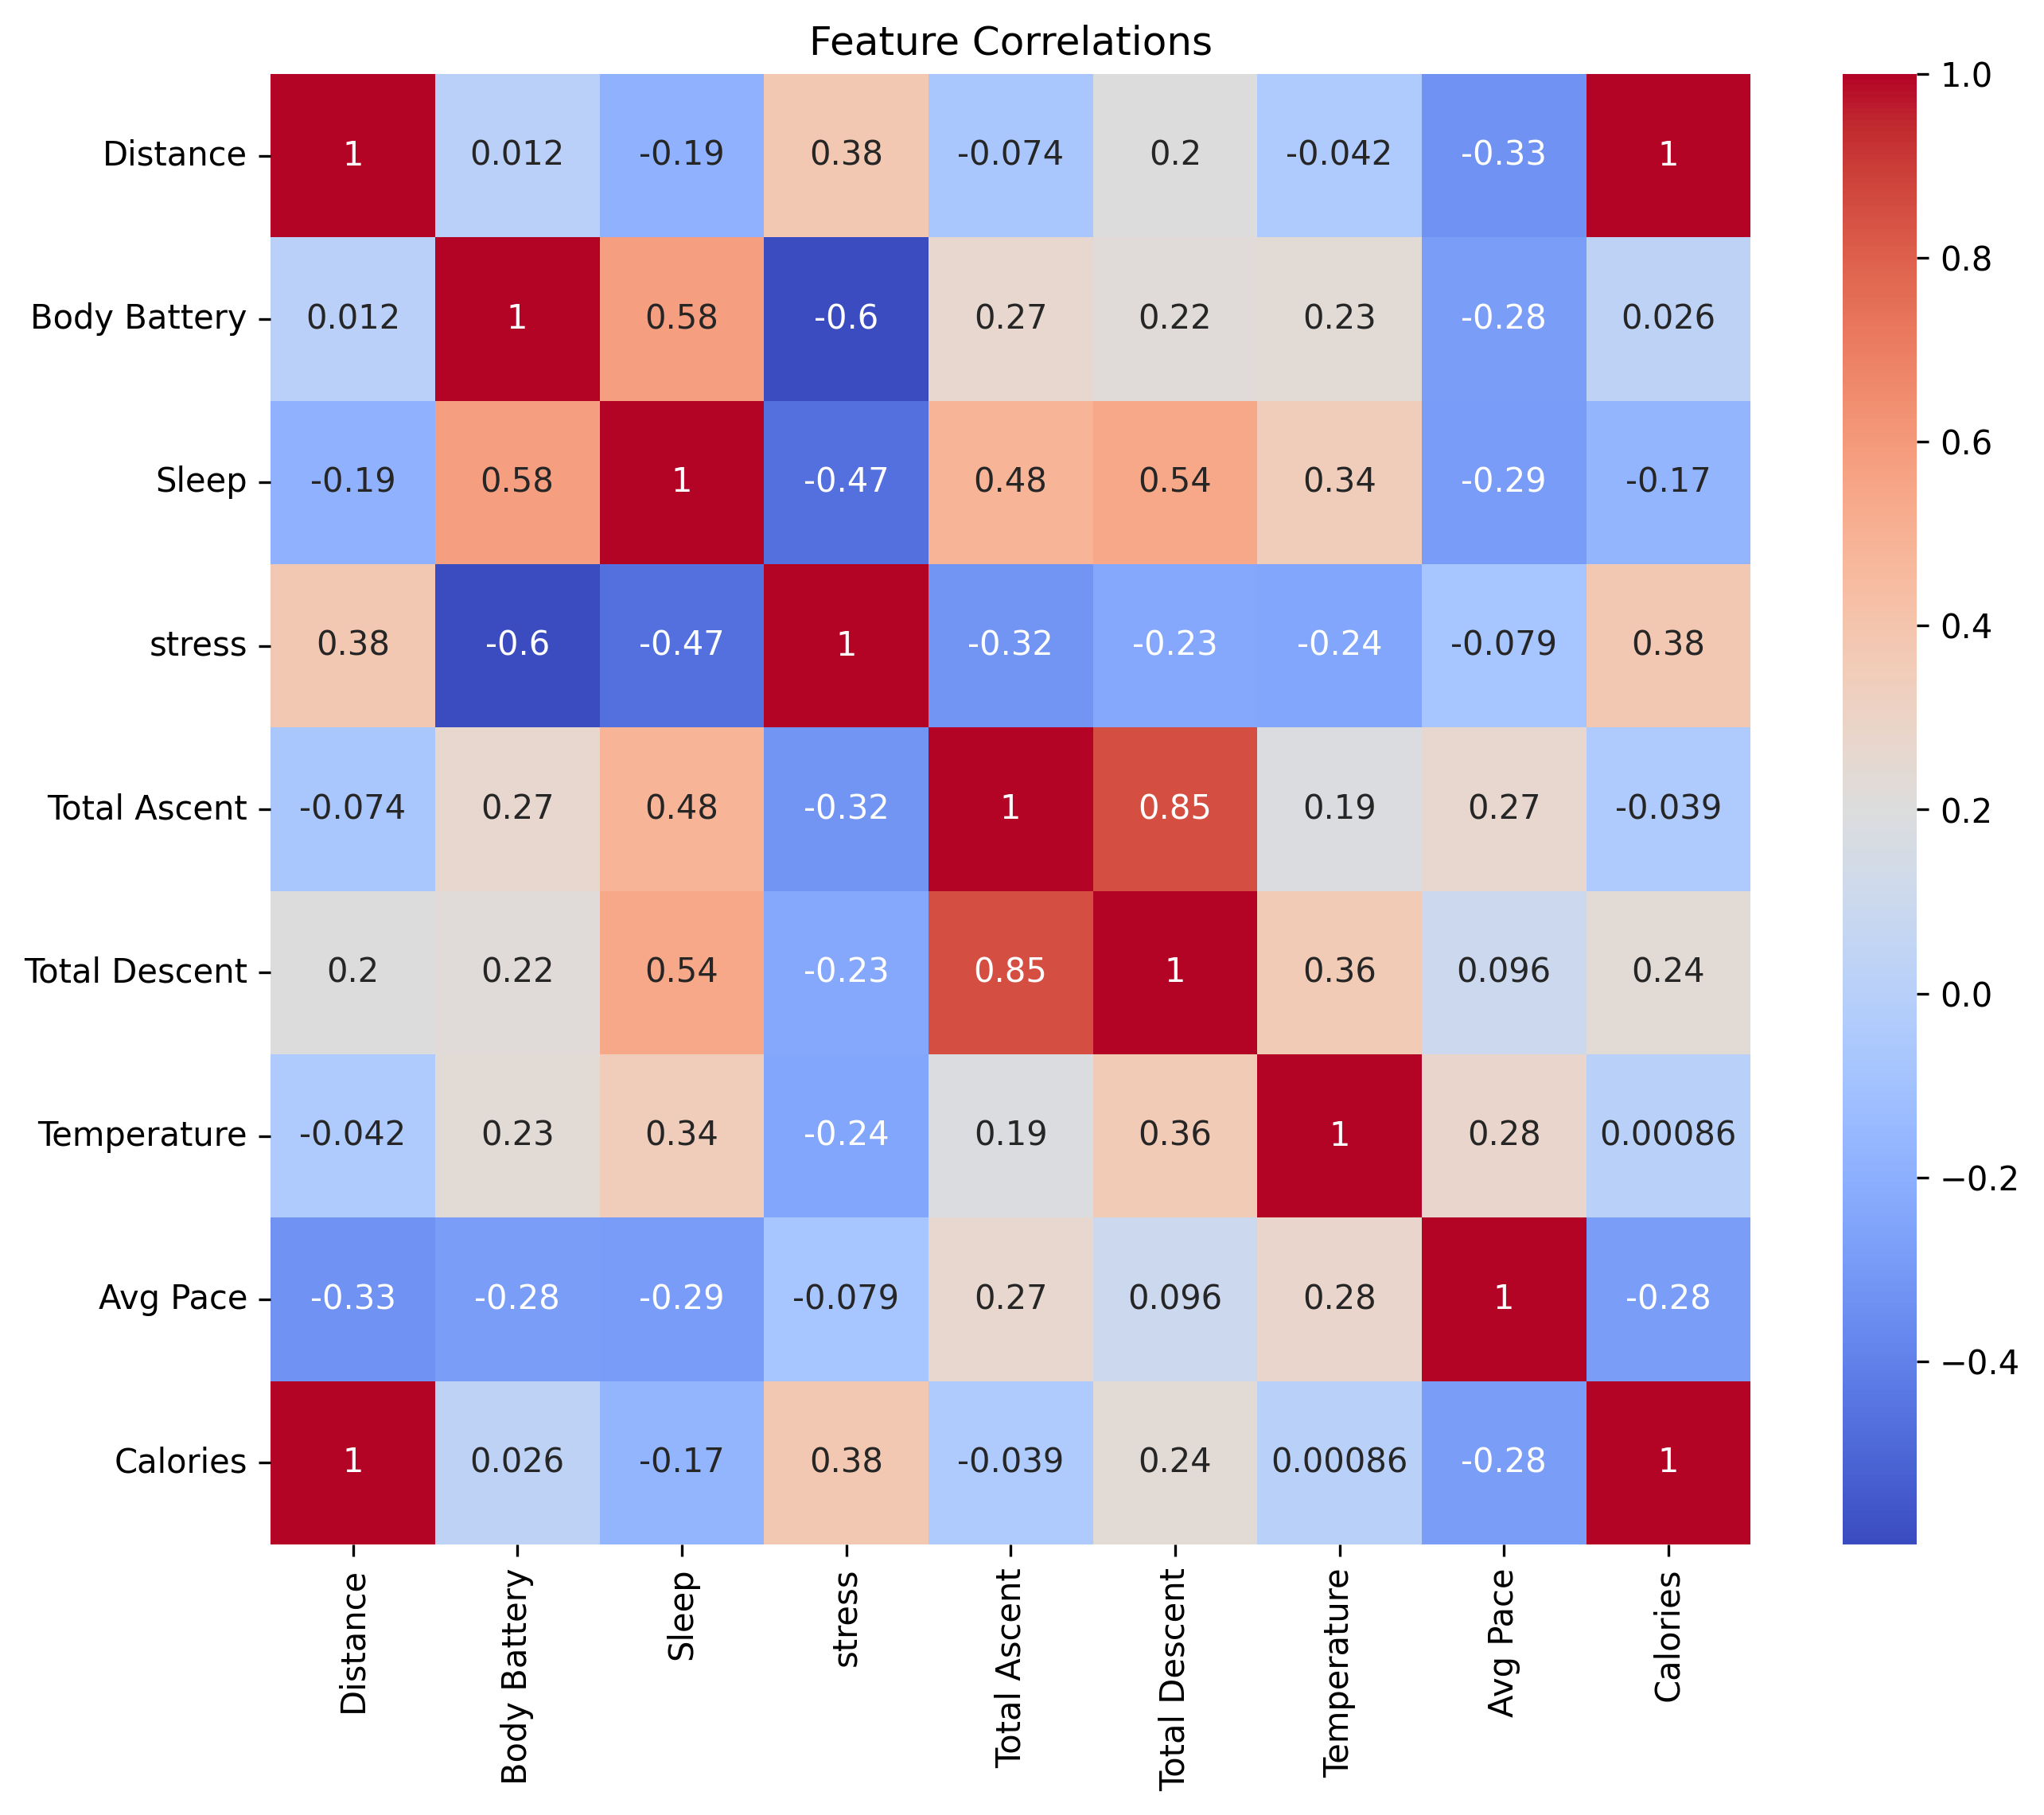 Feature Correlations
Distance 1 0.012 -0.19 0.38 -0.074 0.2 -0.042 -0.33 1
Body Battery 0.012 1 0.58 -0.6 0.27 0.22 0.23 -0.28 0.026
Sleep -0.19 0.58 1 -0.47 0.48 0.54 0.34 -0.29 -0.17
stress 0.38 -0.6 -0.47 1 -0.32 -0.23 -0.24 -0.079 0.38
Total Ascent -0.074 0.27 0.48 -0.32 1 0.85 0.19 0.27 -0.039
Total Descent 0.2 0.22 0.54 -0.23 0.85 1 0.36 0.096 0.24
Temperature -0.042 0.23 0.34 -0.24 0.19 0.36 1 0.28 0.00086
Avg Pace -0.33 -0.28 -0.29 -0.079 0.27 0.096 0.28 1 -0.28
Calories 1 0.026 -0.17 0.38 -0.039 0.24 0.00086 -0.28 1
Distance
Body Battery
Sleep
stress
Total Ascent
Total Descent
Temperature
Avg Pace
Calories
1.0
0.8
0.6
0.4
0.2
0.0
−0.2
−0.4